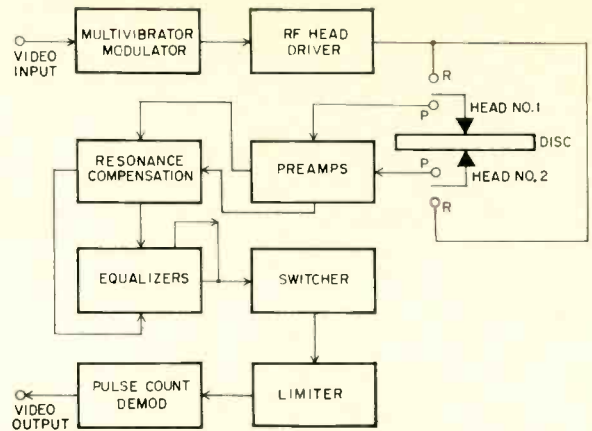 VIDEO
INPUT
MULTIVIBRATOR
MODULATOR
RF HEAD
DRIVER
R
HEAD NO.1
P
DISC
P
HEAD NO.2
R
RESONANCE
COMPENSATION
PREAMPS
EQUALIZERS
SWITCHER
VIDEO
OUTPUT
PULSE COUNT
DEMOD
LIMITER